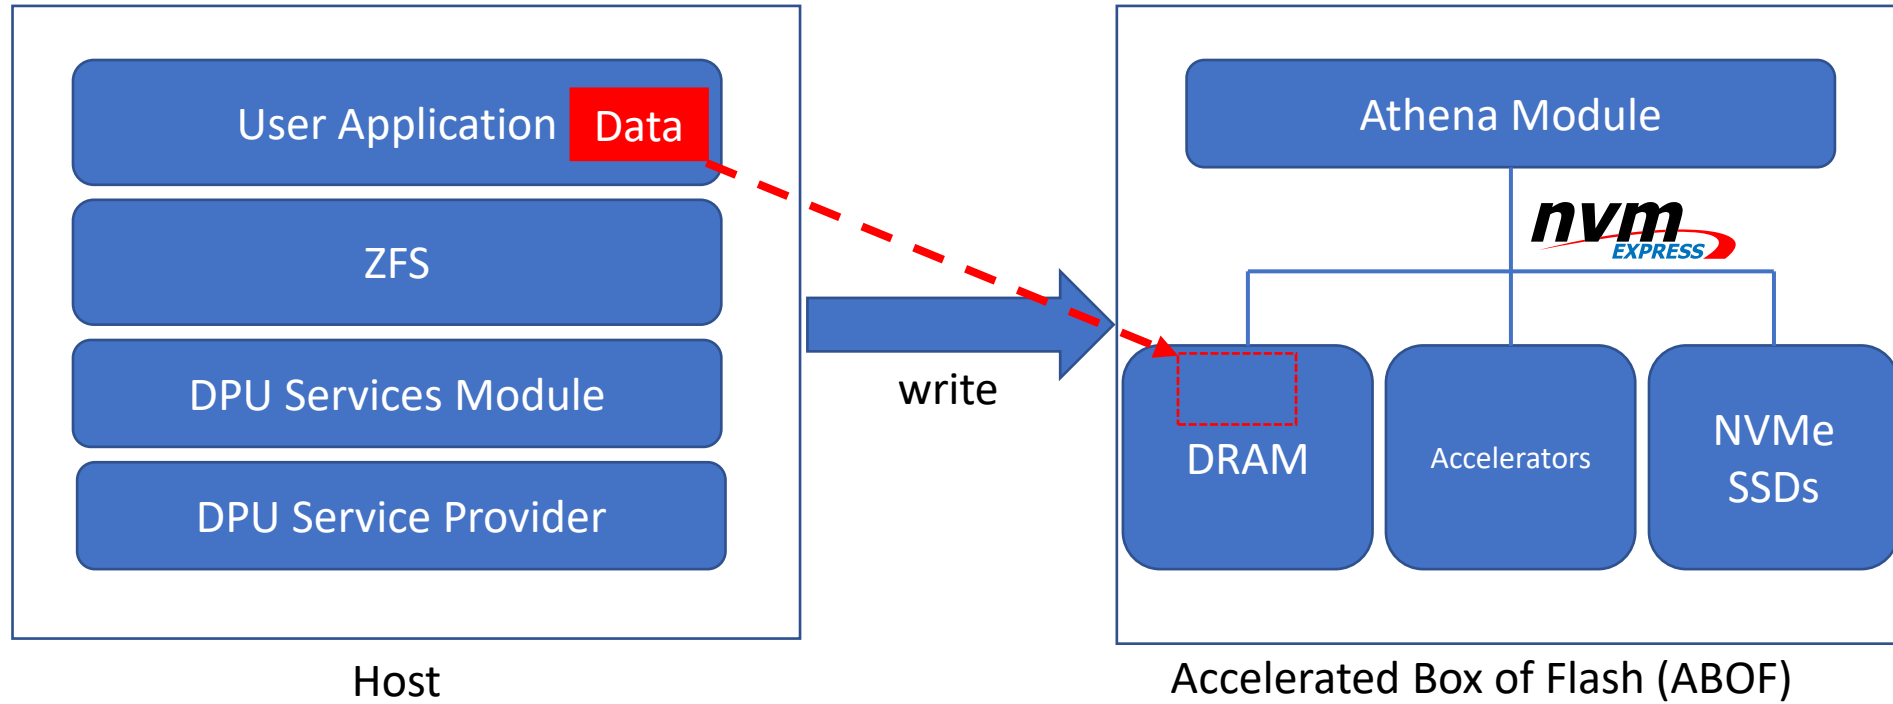 User Application
Data
ZFS
DPU Services Module
DPU Service Provider
Host
write
Athena Module
nvm
EXPRESS
DRAM
Accelerators
NVMe
SSDs
Accelerated Box of Flash (ABOF)